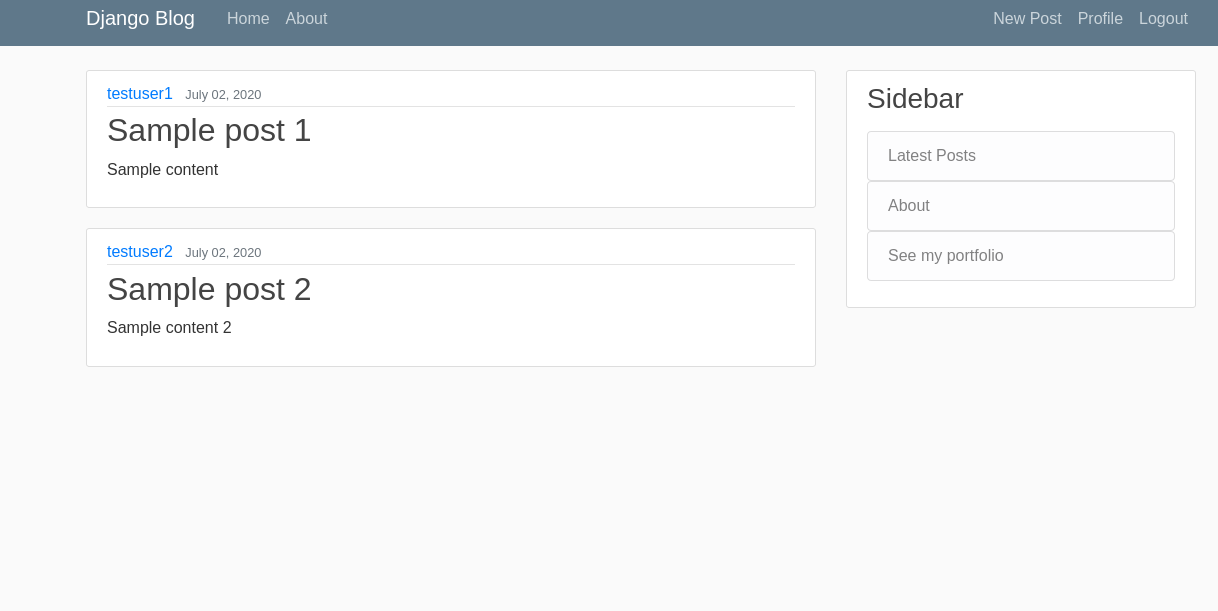 Django Blog Home About New Post Profile Logout
testuser1 July 02, 2020
Sample post 1
Sample content
testuser2 July 02, 2020
Sample post 2
Sample content 2
Sidebar
Latest Posts
About
See my portfolio